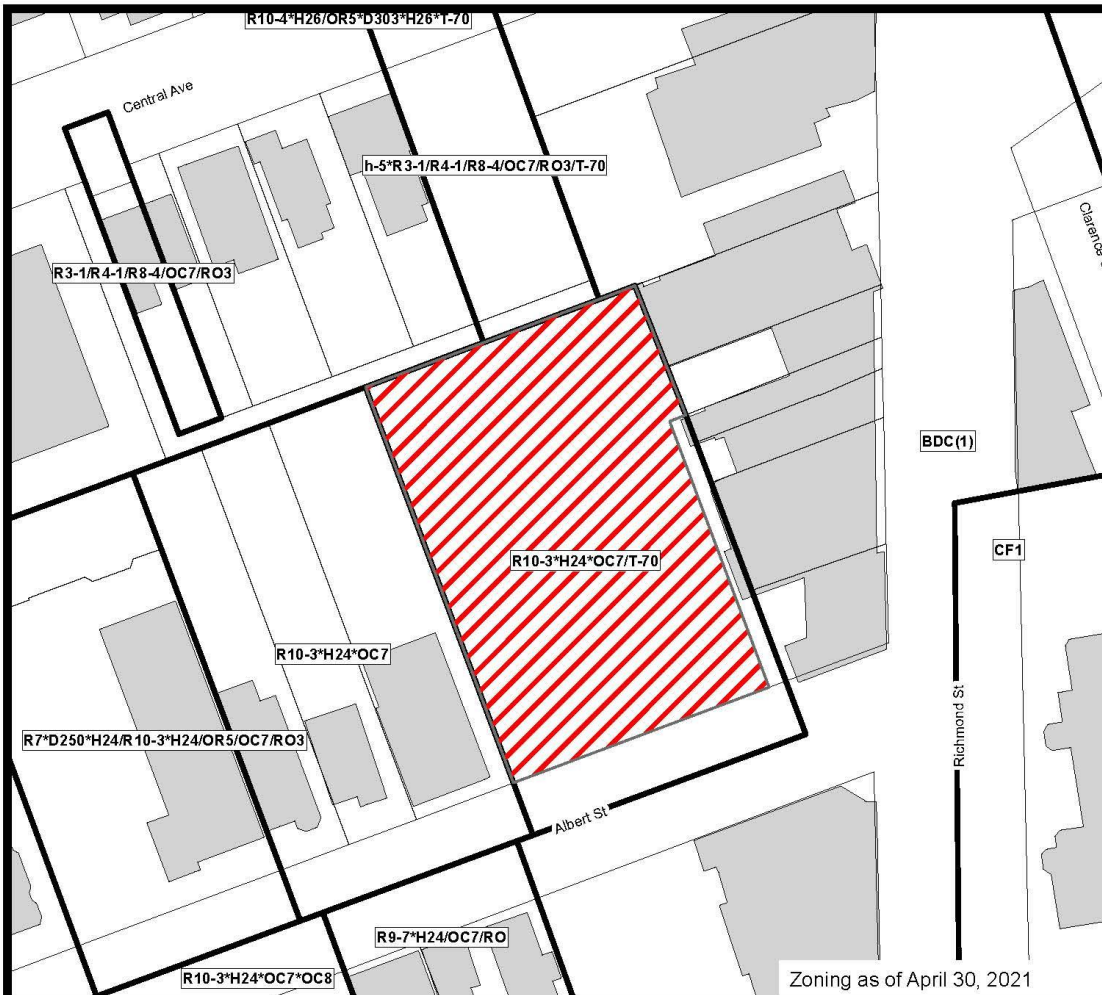 R10-4*H26/OR5*D303*H26*T-70
Central Ave
h-5*R3-1/R4-1/R8-4/OC7/RO3/T-70
Clarence
R3-1/R4-1/R8-4/OC7/RO3
BDC(1)
CF1
R10-3*H24*OC7/T-70
R10-3*H24*OC7
Richmond St
R7*D250*H24/R10-3*H24/OR5/OC7/RO3
Albert St
R9-7*H24/OC7/RO
R10-3*H24*OC7*OC8
Zoning as of April 30, 2021